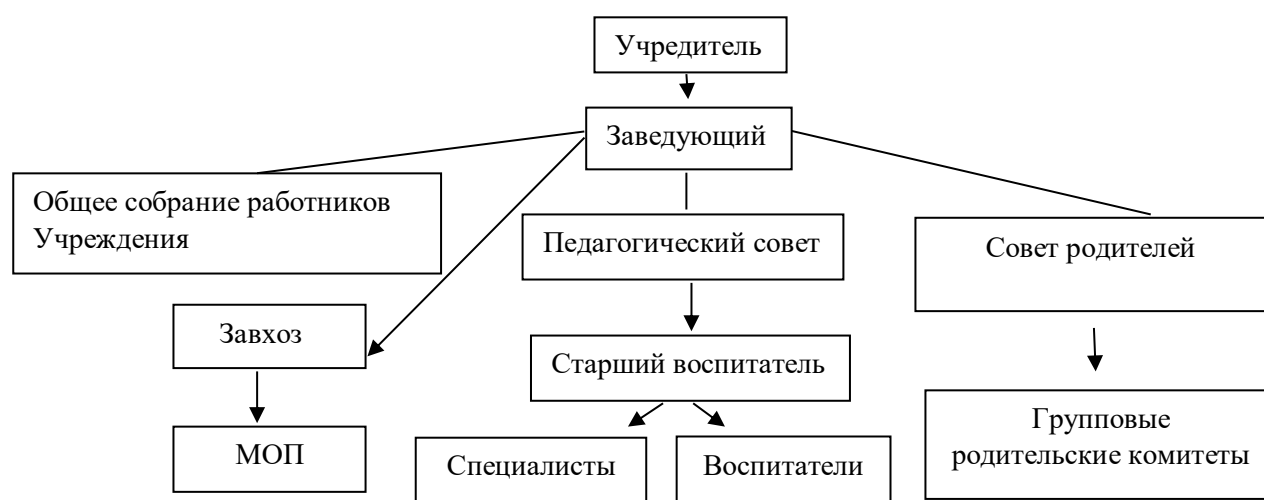 Учредитель
Заведующий
Общее собрание работников
Учреждения
Педагогический совет
Совет родителей
Завхоз
Старший воспитатель
МОП
Специалисты
Воспитатели
Групповые
родительские комитеты